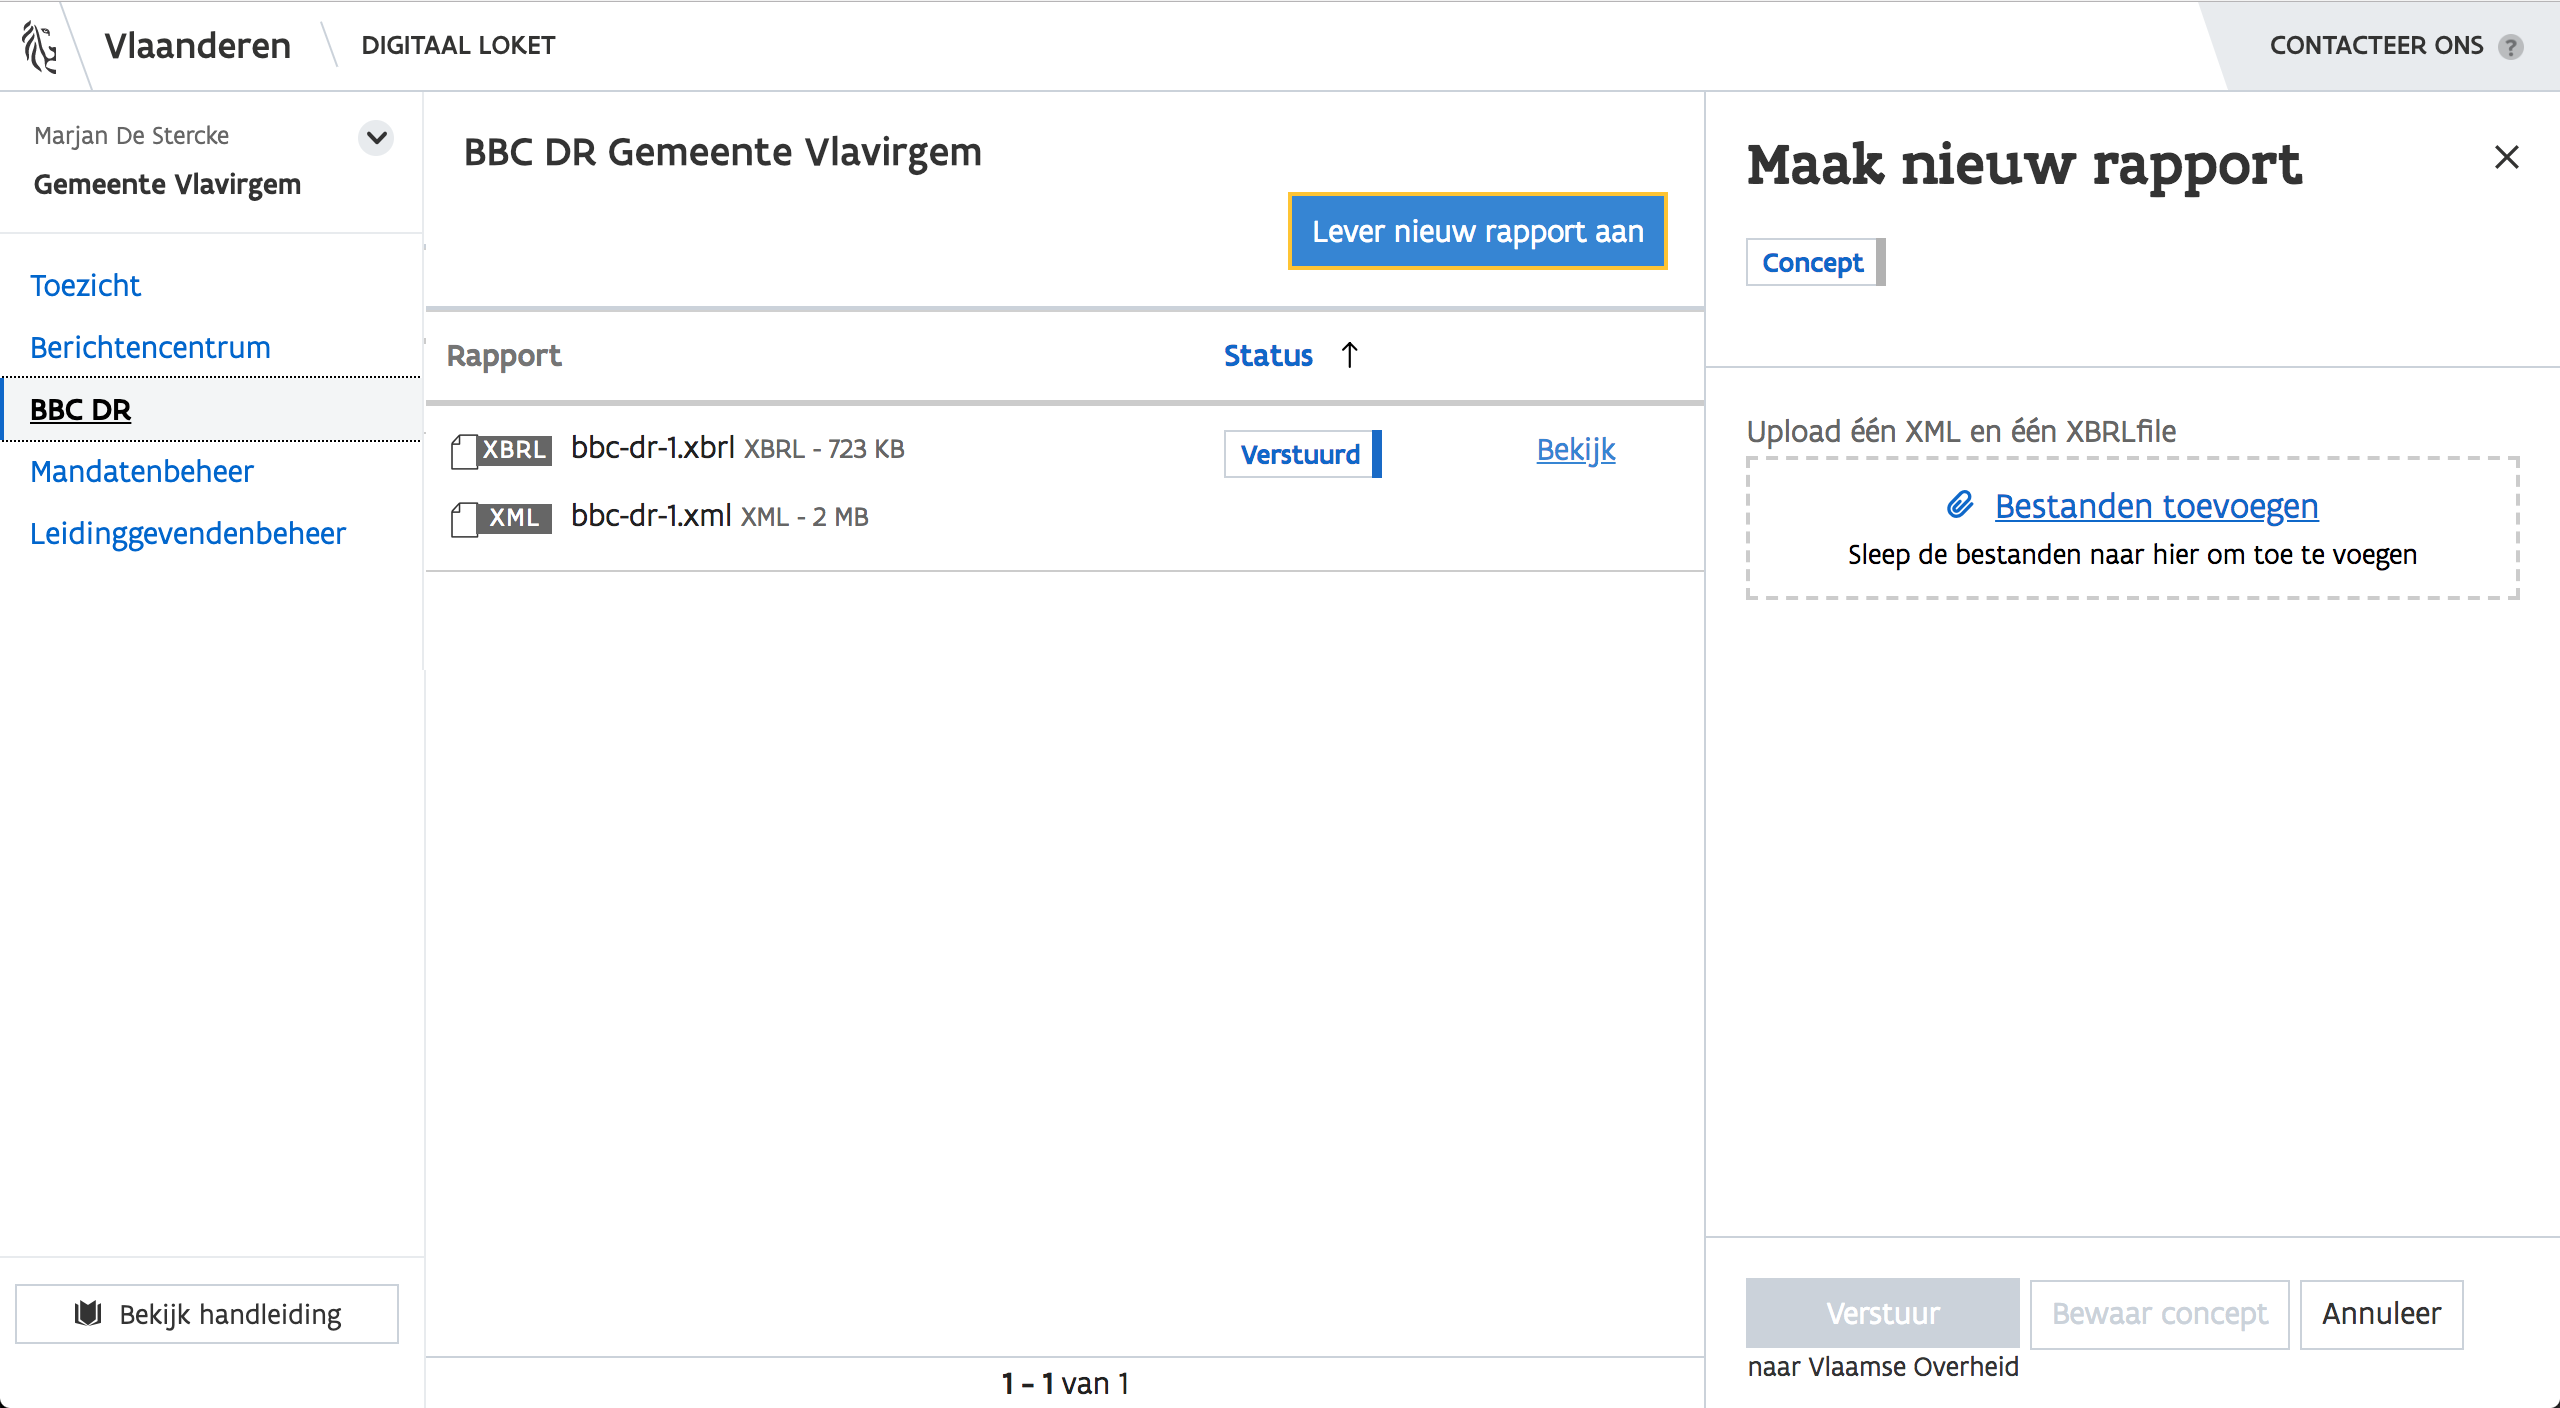 Vlaanderen
DIGITAAL LOKET
CONTACTEER ONS ?
Marjan De Stercke
Gemeente Vlavirgem
Toezicht
Berichtencentrum
BBC DR
Mandatenbeheer
Leidinggevendenbeheer
Bekijk handleiding
BBC DR Gemeente Vlavirgem
Lever nieuw rapport aan
Rapport Status ↑
XBRL bbc-dr-1.xbrl XBRL - 723 KB Verstuurd Bekijk
XML bbc-dr-1.xml XML - 2 MB
1 - 1 van 1
Maak nieuw rapport
Concept
Upload één XML en één XBRLfile
Bestanden toevoegen
Sleep de bestanden naar hier om toe te voegen
Verstuur Bewaar concept Annuleer
naar Vlaamse Overheid